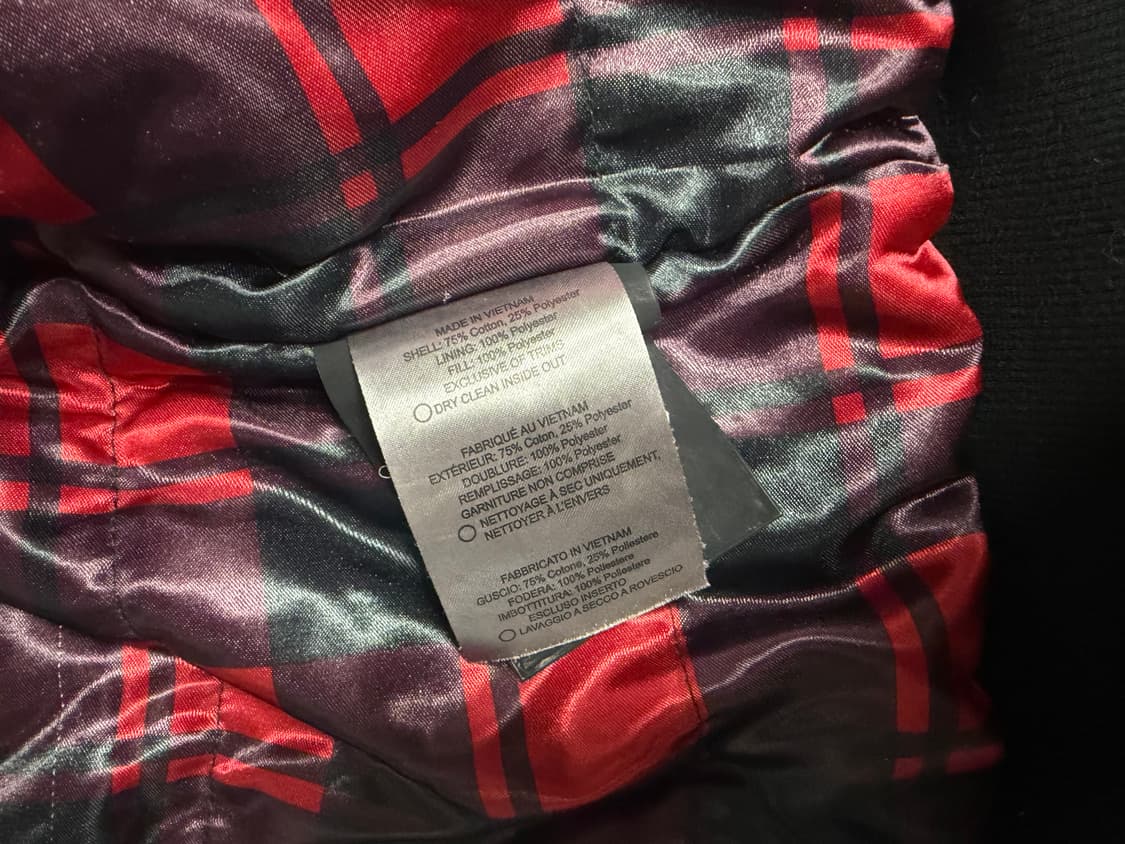 MADE IN VIETNAM
SHELL: 75% Cotton, 25% Polyester
LINING: 100% Polyester
FILL: 100% Polyester
EXCLUSIVE OF TRIMS
DRY CLEAN INSIDE OUT
FABRIQUÉ AU VIETNAM
EXTÉRIEUR: 75% Coton, 25% Polyester
DOUBLURE: 100% Polyester
REMPLISSAGE: 100% Polyester
GARNITURE NON COMPRISE
NETTOYAGE À SEC UNIQUEMENT,
NETTOYER À L'ENVERS
FABBRICATO IN VIETNAM
GUSCIO: 75% Cotone, 25% Poliestere
FODERA: 100% Poliestere
IMBOTTITURA: 100% Poliestere
ESCLUSO INSERTO
LAVAGGIO A SECCO A ROVESCIO